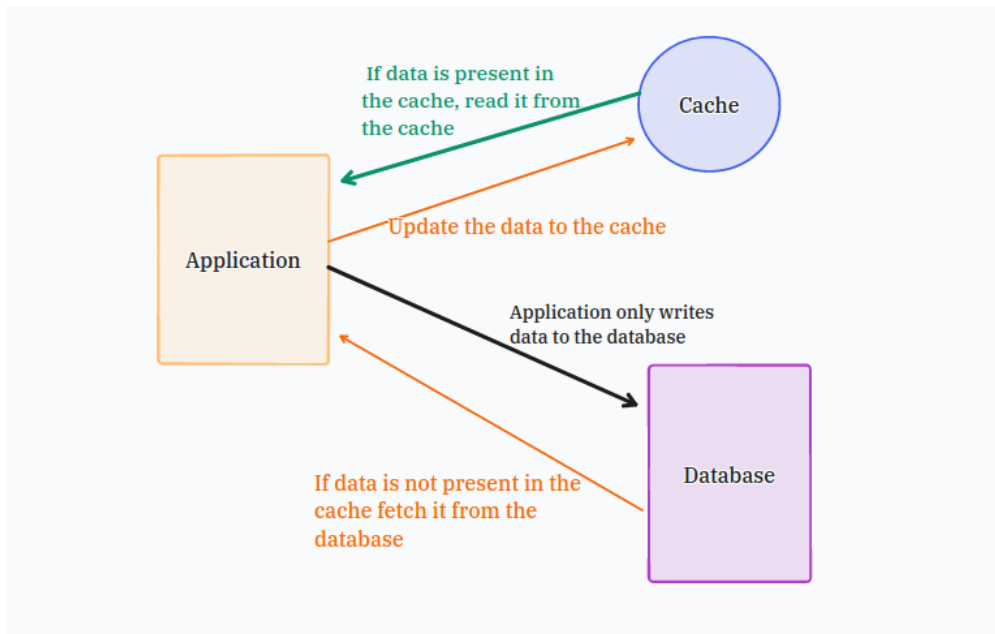 If data is present in
the cache, read it from
the cache
Cache
Update the data to the cache
Application
Application only writes
data to the database
Database
If data is not present in the
cache fetch it from the
database